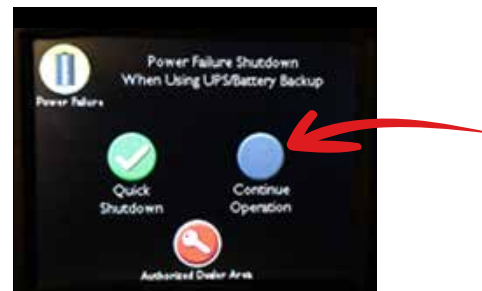 Power Failure Shutdown
When Using UPS/Battery Backup
Power Failure
Quick
Shutdown
Continue
Operation
Authorized Dealer Area